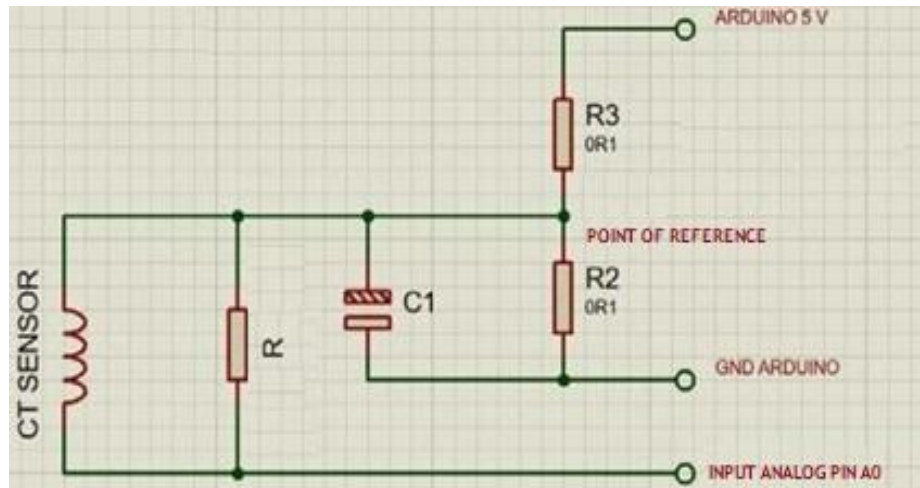 ARDUINO 5 V
R3
0R1
POINT OF REFERENCE
R2
0R1
C1
R
CT SENSOR
GND ARDUINO
INPUT ANALOG PIN A0